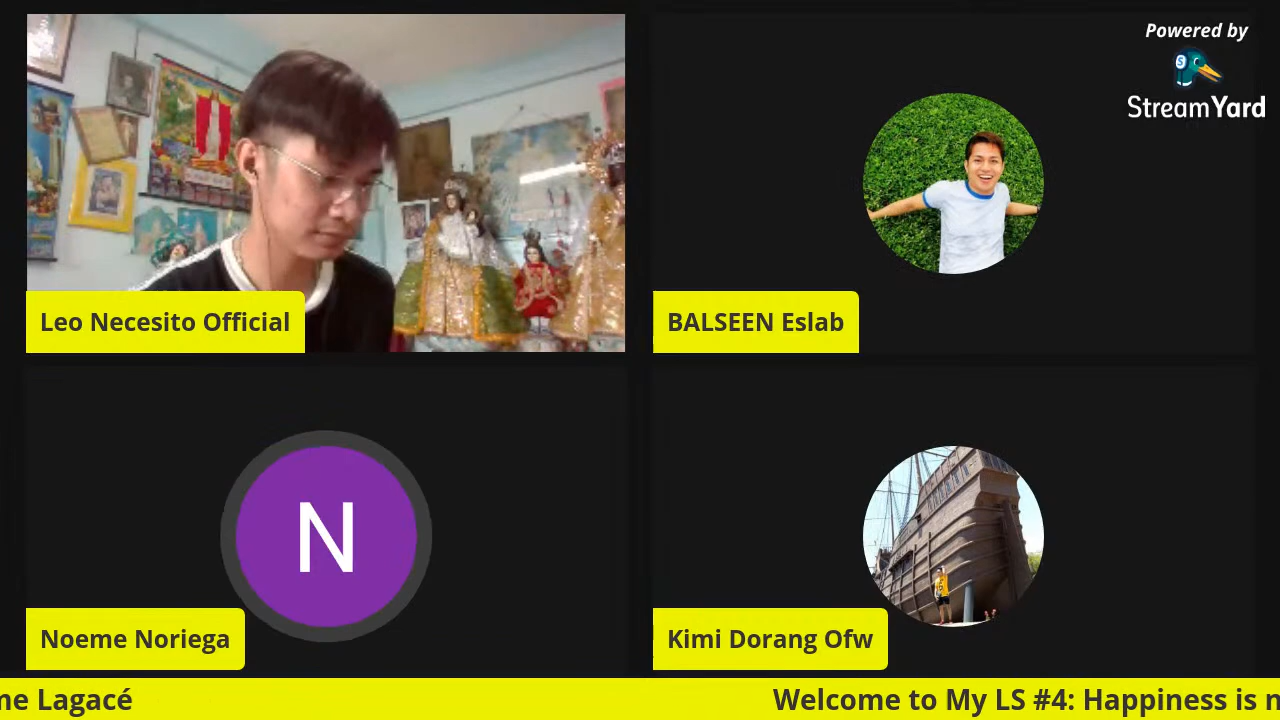 Powered by
StreamYard
Leo Necesito Official
BALSEEN Eslab
N
Noeme Noriega
Kimi Dorang Ofw
me Lagacé
Welcome to My LS #4: Happiness is n